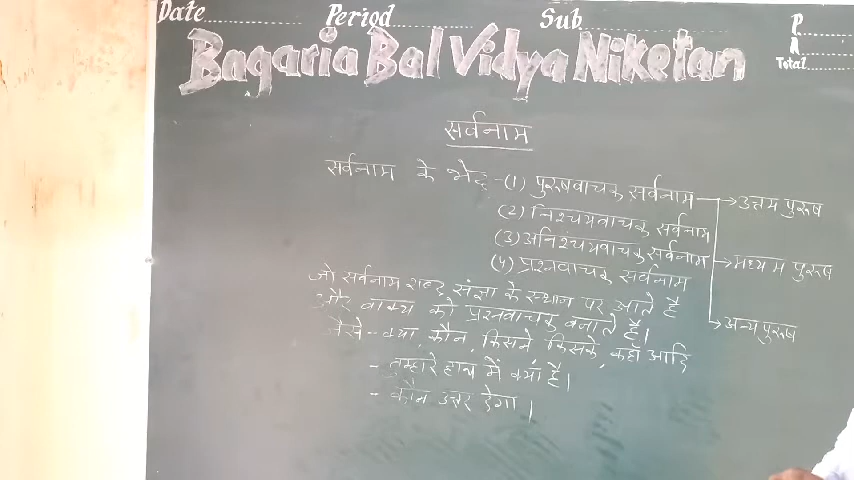 Date Period Sub P.
A
Total
Bagaria Bal Vidya Niketan
सर्वनाम
सर्वनाम के भेद -(1) पुरुषवाचक सर्वनाम → उत्तम पुरुष
(2) निश्चयवाचक सर्वनाम
(3) अनिश्चयवाचक सर्वनाम → मध्यम पुरुष
(4) प्रश्नवाचक सर्वनाम
जो सर्वनाम शब्द संज्ञा के स्थान पर आते है
और वाक्य को प्रश्नवाचक बनाते है। → अन्य पुरुष
जैसे - क्या, कौन, किसने, किसके, कहाँ आदि
- तुम्हारे हाथ में क्या है।
- कौन उत्तर देगा।